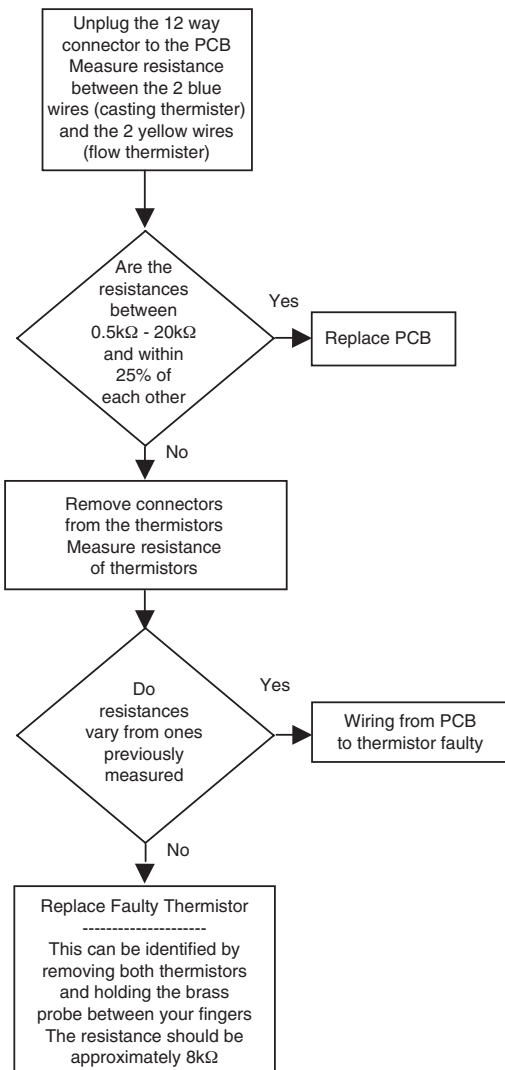 Unplug the 12 way
connector to the PCB
Measure resistance
between the 2 blue
wires (casting thermister)
and the 2 yellow wires
(flow thermister)
Are the
resistances
between
0.5kΩ - 20kΩ
and within
25% of
each other
Yes
Replace PCB
No
Remove connectors
from the thermistors
Measure resistance
of thermistors
Do
resistances
vary from ones
previously
measured
Yes
Wiring from PCB
to thermistor faulty
No
Replace Faulty Thermistor
---------------------
This can be identified by
removing both thermistors
and holding the brass
probe between your fingers
The resistance should be
approximately 8kΩ